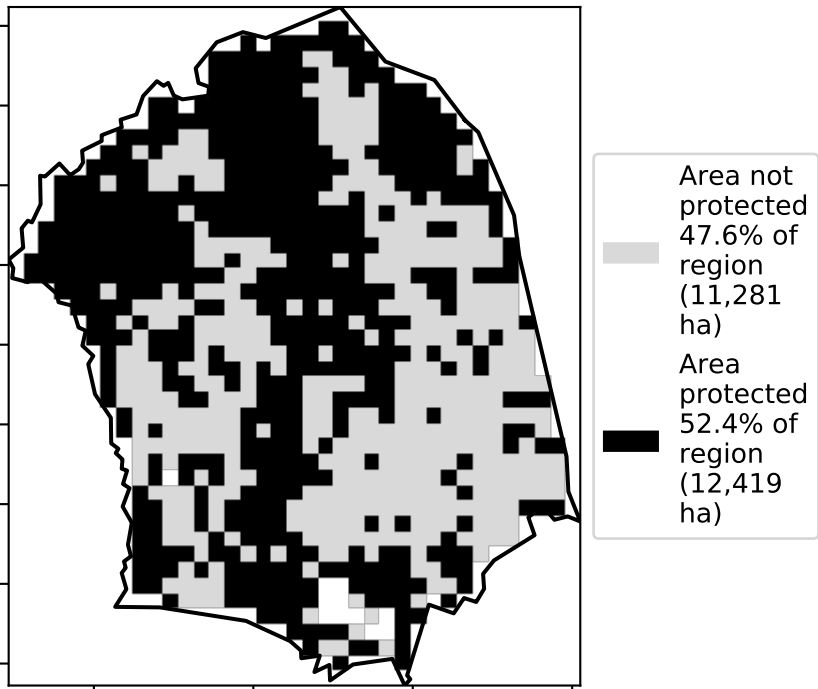 Area not
protected
47.6% of
region
(11,281
ha)
Area
protected
52.4% of
region
(12,419
ha)